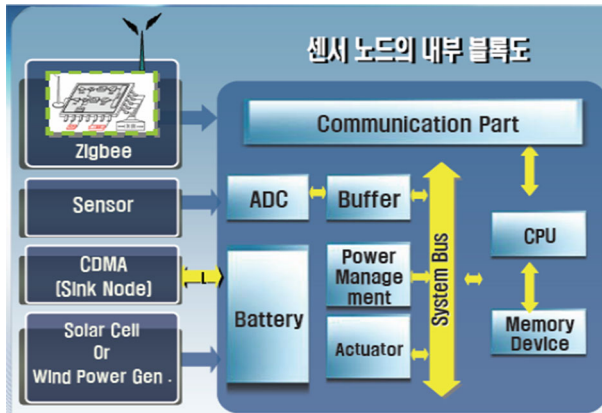 센서 노드의 내부 블록도
Zigbee
Communication Part
Sensor
ADC
Buffer
CDMA
(Sink Node)
L
Battery
Power
Manage
ment
Actuator
System Bus
CPU
Memory
Device
Solar Cell
Or
Wind Power Gen .